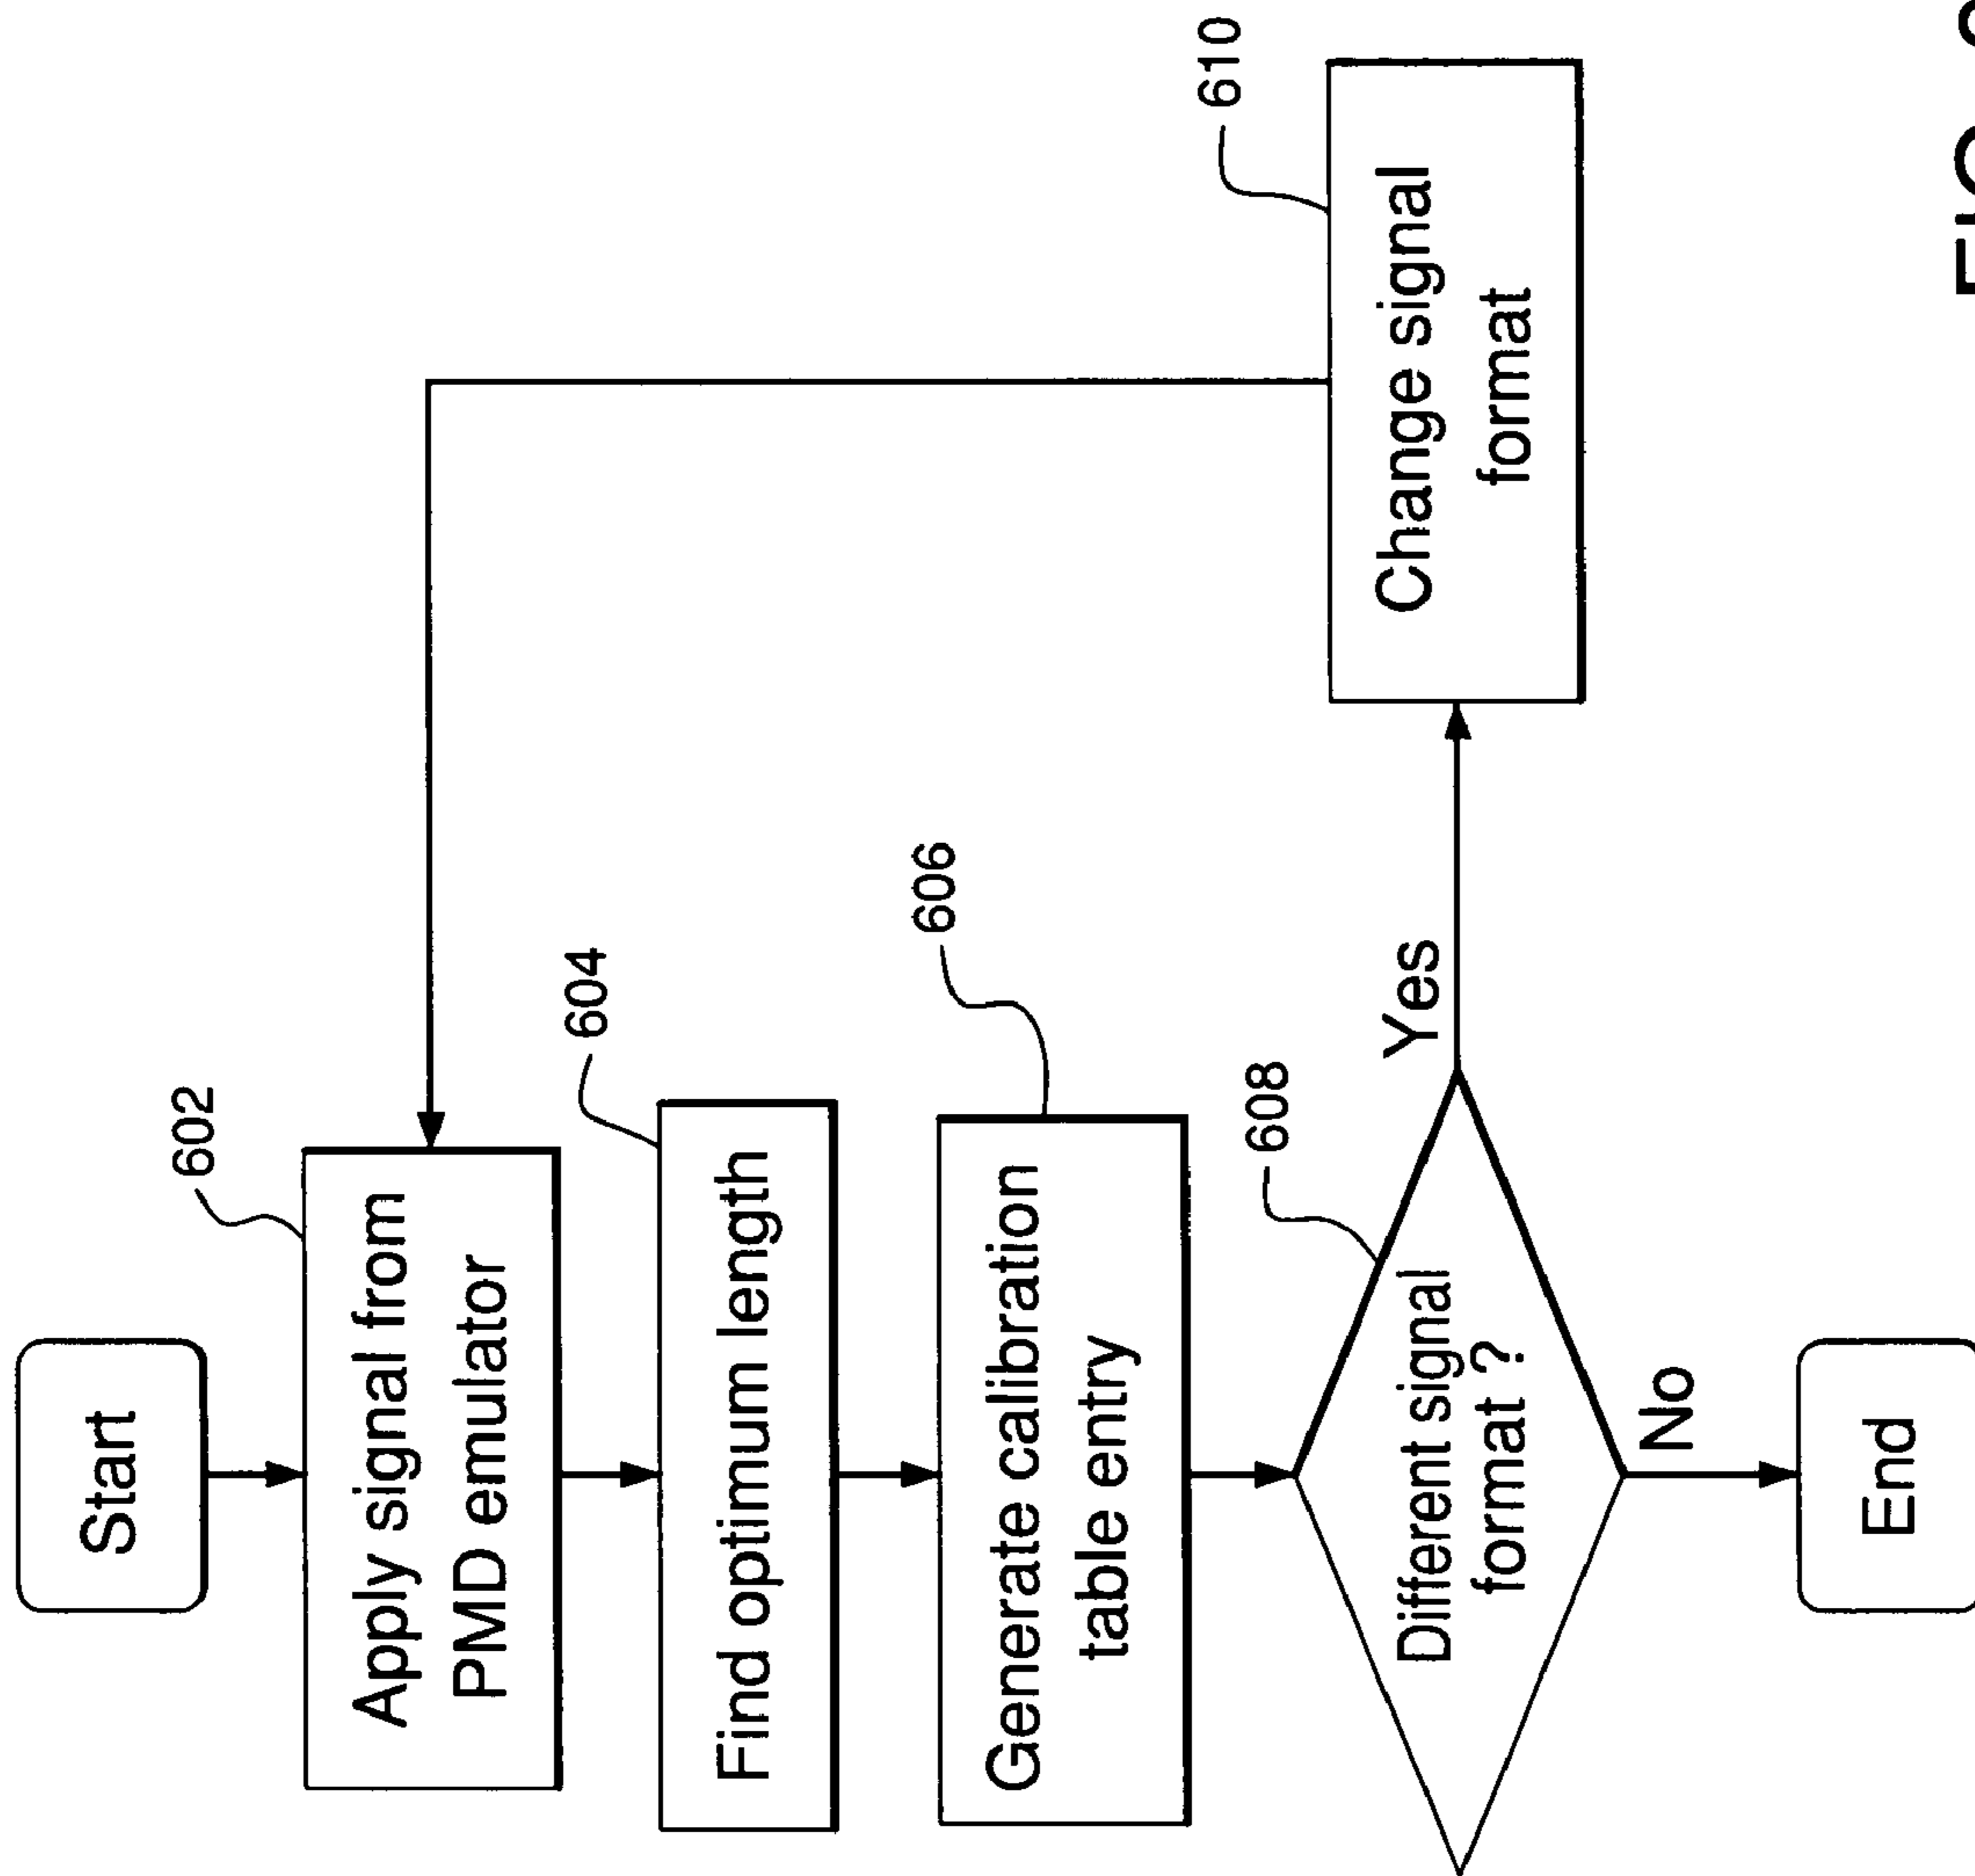 Start
602
Apply signal from
PMD emulator
604
Find optimum length
606
Generate calibration
table entry
608
Different signal
format ?
Yes
No
610
Change signal
format
End